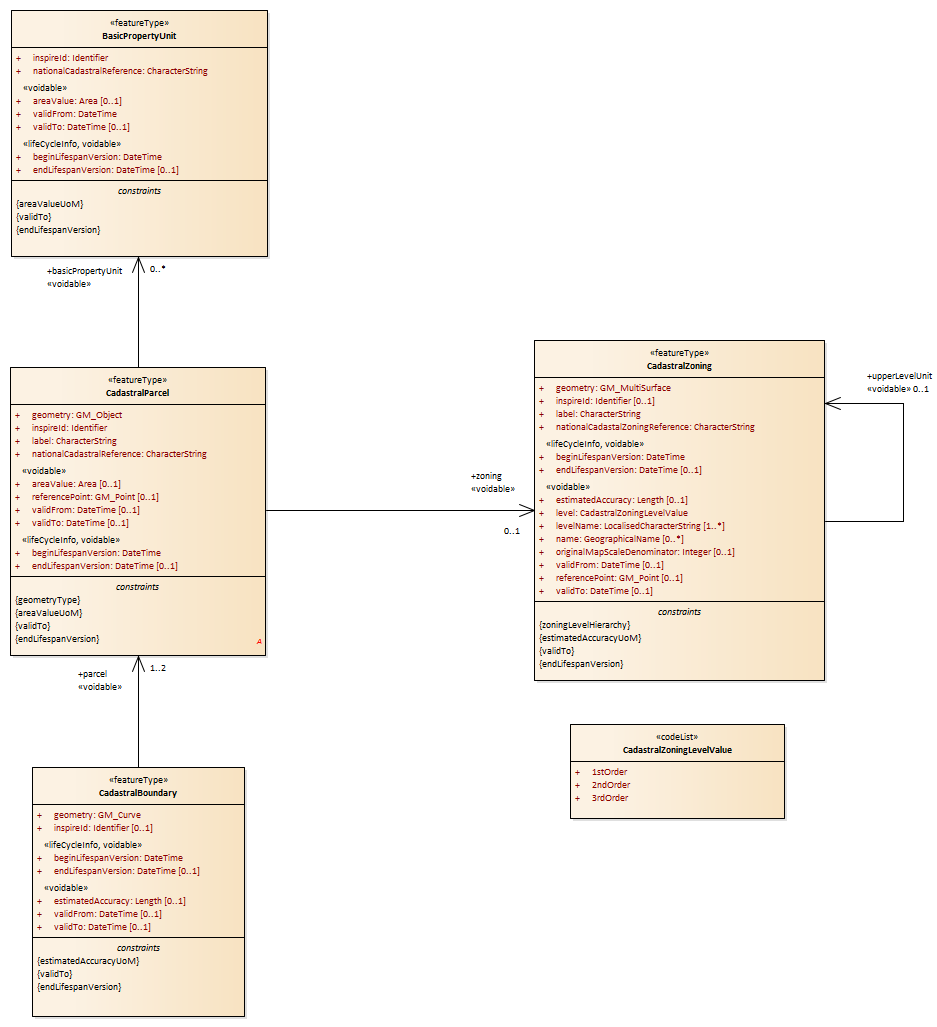 «featureType»
BasicPropertyUnit
+ inspireId: Identifier
+ nationalCadastralReference: CharacterString
«voidable»
+ areaValue: Area [0..1]
+ validFrom: DateTime
+ validTo: DateTime [0..1]
«lifeCycleInfo, voidable»
+ beginLifespanVersion: DateTime
+ endLifespanVersion: DateTime [0..1]
constraints
{areaValueUoM}
{validTo}
{endLifespanVersion}
+basicPropertyUnit 0..*
«voidable»
«featureType»
CadastralParcel
+ geometry: GM_Object
+ inspireId: Identifier
+ label: CharacterString
+ nationalCadastralReference: CharacterString
«voidable»
+ areaValue: Area [0..1]
+ referencePoint: GM_Point [0..1]
+ validFrom: DateTime [0..1]
+ validTo: DateTime [0..1]
«lifeCycleInfo, voidable»
+ beginLifespanVersion: DateTime
+ endLifespanVersion: DateTime [0..1]
constraints
{geometryType}
{areaValueUoM}
{validTo}
{endLifespanVersion}
A
+zoning
«voidable»
0..1
«featureType»
CadastralZoning
+ geometry: GM_MultiSurface
+ inspireId: Identifier [0..1]
+ label: CharacterString
+ nationalCadastalZoningReference: CharacterString
«lifeCycleInfo, voidable»
+ beginLifespanVersion: DateTime
+ endLifespanVersion: DateTime [0..1]
«voidable»
+ estimatedAccuracy: Length [0..1]
+ level: CadastralZoningLevelValue
+ levelName: LocalisedCharacterString [1..*]
+ name: GeographicalName [0..*]
+ originalMapScaleDenominator: Integer [0..1]
+ validFrom: DateTime [0..1]
+ referencePoint: GM_Point [0..1]
+ validTo: DateTime [0..1]
constraints
{zoningLevelHierarchy}
{estimatedAccuracyUoM}
{validTo}
{endLifespanVersion}
+upperLevelUnit
«voidable» 0..1
+parcel 1..2
«voidable»
«featureType»
CadastralBoundary
+ geometry: GM_Curve
+ inspireId: Identifier [0..1]
«lifeCycleInfo, voidable»
+ beginLifespanVersion: DateTime
+ endLifespanVersion: DateTime [0..1]
«voidable»
+ estimatedAccuracy: Length [0..1]
+ validFrom: DateTime [0..1]
+ validTo: DateTime [0..1]
constraints
{estimatedAccuracyUoM}
{validTo}
{endLifespanVersion}
«codeList»
CadastralZoningLevelValue
+ 1stOrder
+ 2ndOrder
+ 3rdOrder